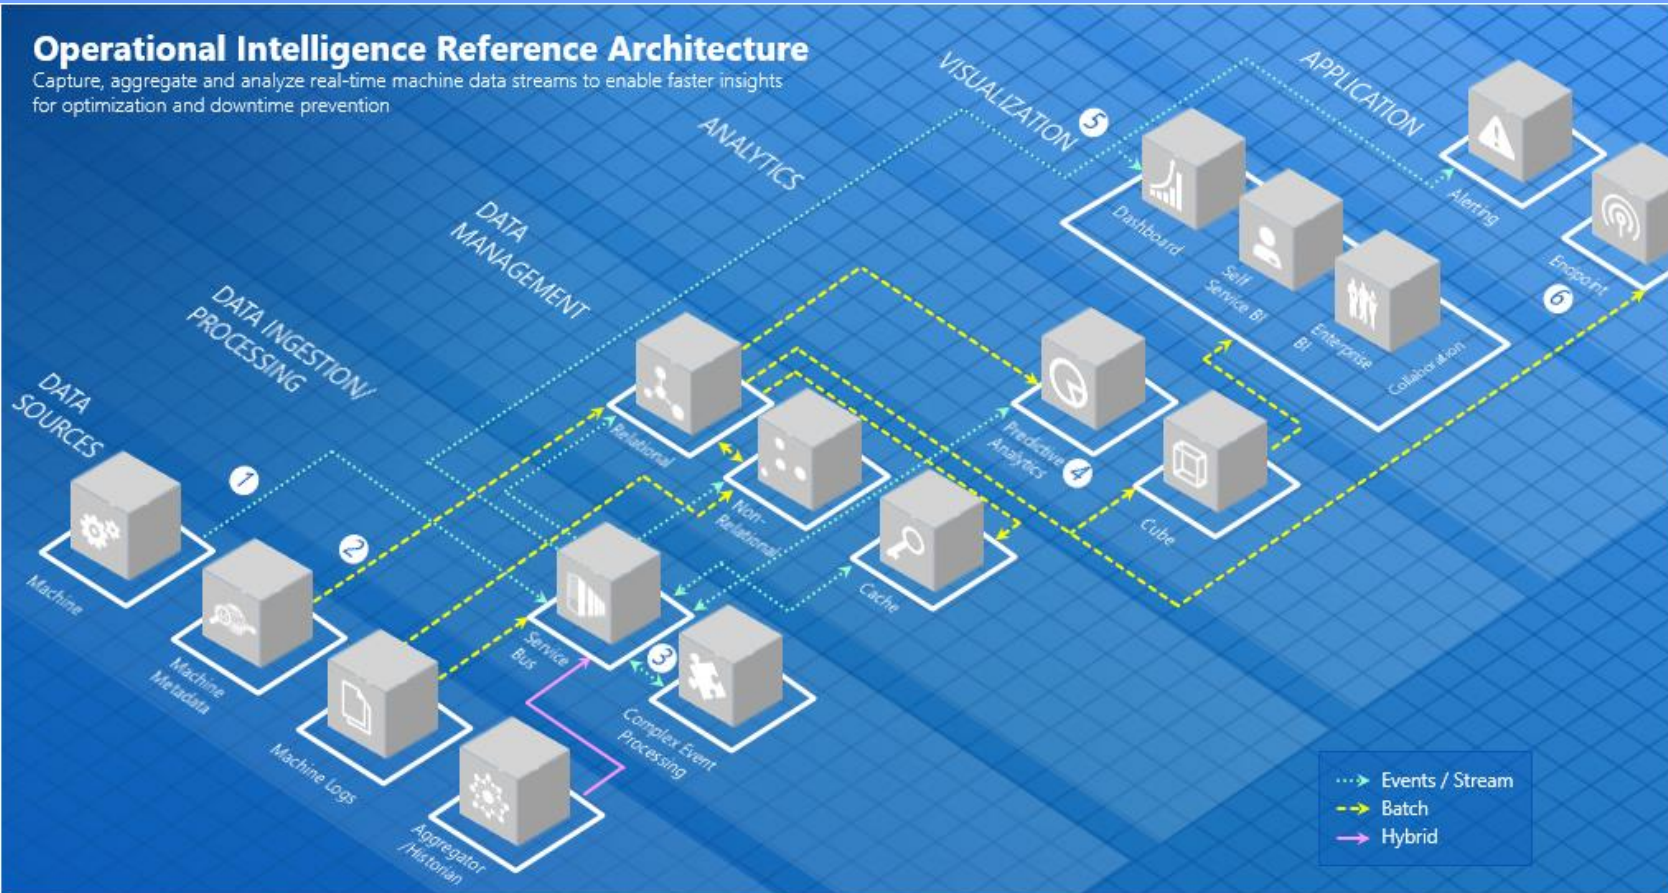 Operational Intelligence Reference Architecture
Capture, aggregate and analyze real-time machine data streams to enable faster insights
for optimization and downtime prevention
DATA
SOURCES
DATA INGESTION/
PROCESSING
DATA
MANAGEMENT
ANALYTICS
VISUALIZATION
APPLICATION
1
2
3
4
5
6
Machine
Machine
Metadata
Machine Logs
Aggregator
/Historian
Service
Bus
Complex Event
Processing
Relational
Non-
Relational
Cache
Predictive
Analytics
Cube
Dashboard
Self
Service BI
Enterprise
BI
Collaboration
Alerting
Endpoint
Events / Stream
Batch
Hybrid